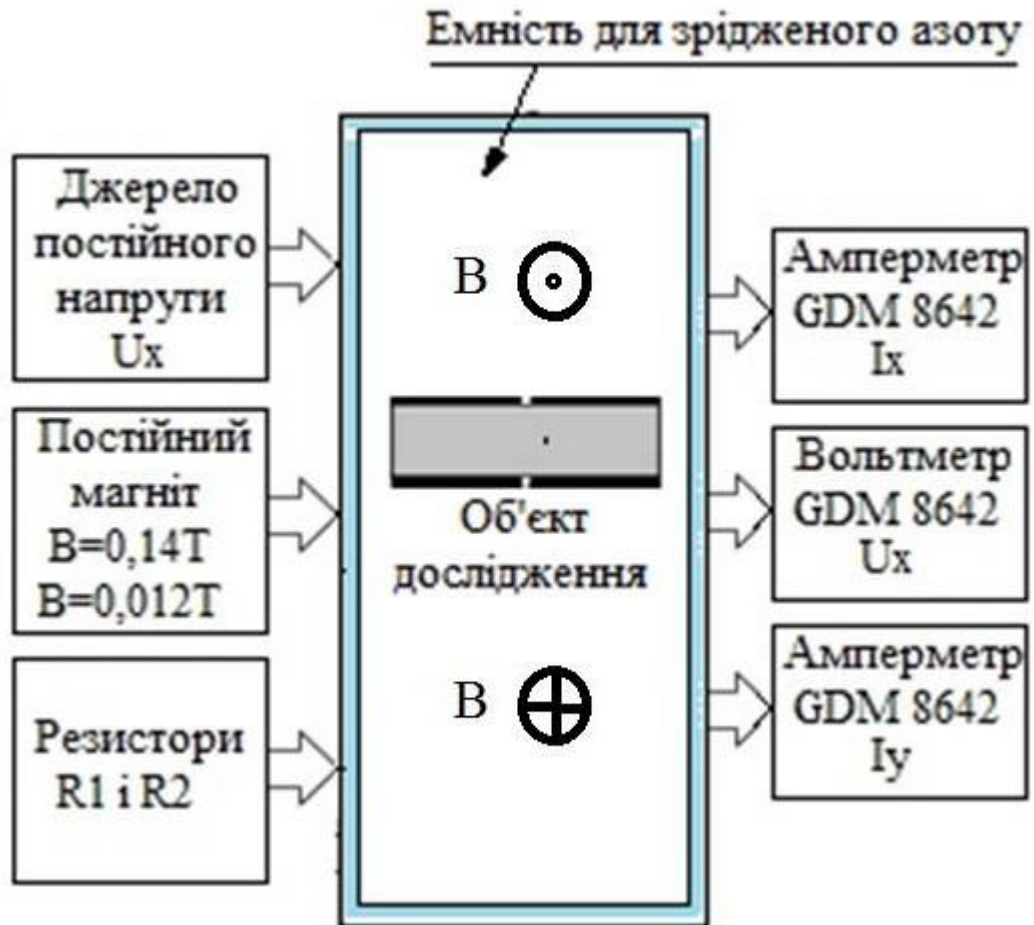 Емність для зрідженого азоту
Джерело
постійного
напруги
Ux
Постійний
магніт
B=0,14T
B=0,012T
Резистори
R1 і R2
B
Об'єкт
дослідження
B
Амперметр
GDM 8642
Ix
Вольтметр
GDM 8642
Ux
Амперметр
GDM 8642
Iy